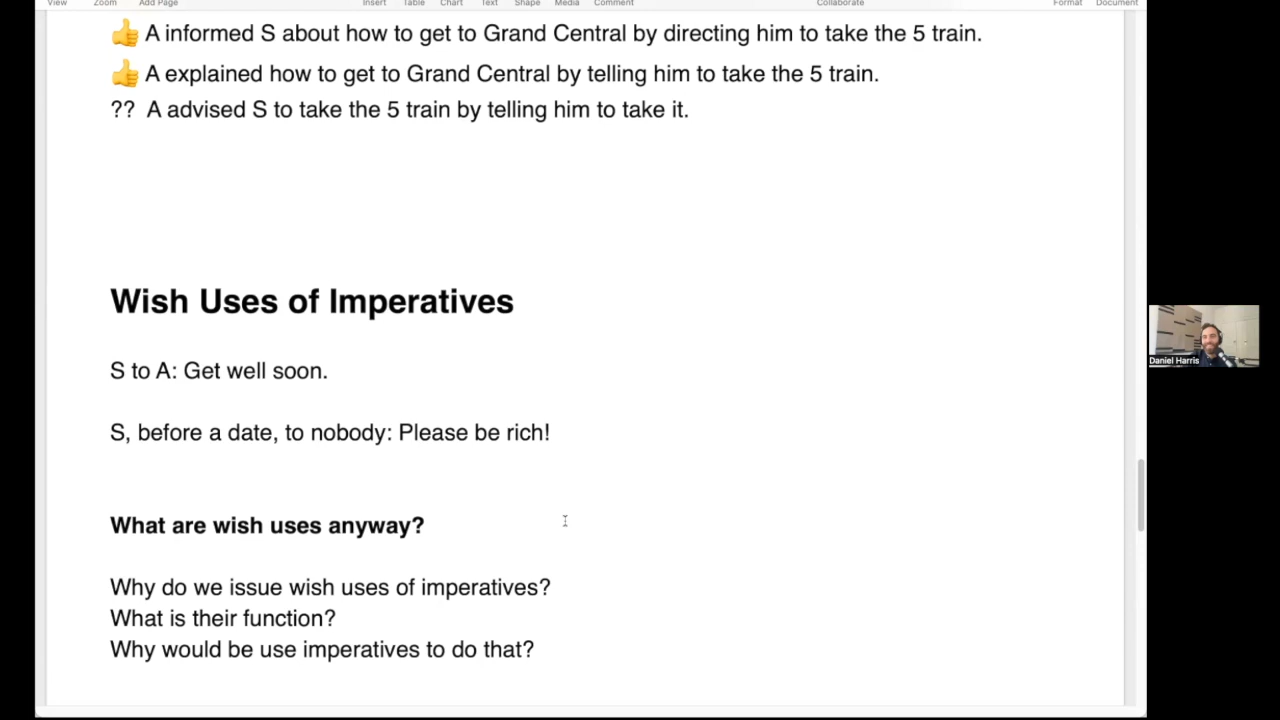 View Zoom Add Page Insert Table Chart Text Shape Media Comment Collaborate Format Document
👍 A informed S about how to get to Grand Central by directing him to take the 5 train.
👍 A explained how to get to Grand Central by telling him to take the 5 train.
?? A advised S to take the 5 train by telling him to take it.
Wish Uses of Imperatives
S to A: Get well soon.
Daniel Harris
S, before a date, to nobody: Please be rich!
What are wish uses anyway?
Why do we issue wish uses of imperatives?
What is their function?
Why would be use imperatives to do that?